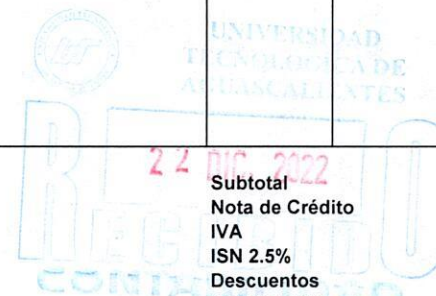 UNIVERSIDAD
TECNOLOGICA DE
AGUASCALIENTES
22 DIC. 2022
Subtotal
Nota de Crédito
IVA
ISN 2.5%
Descuentos